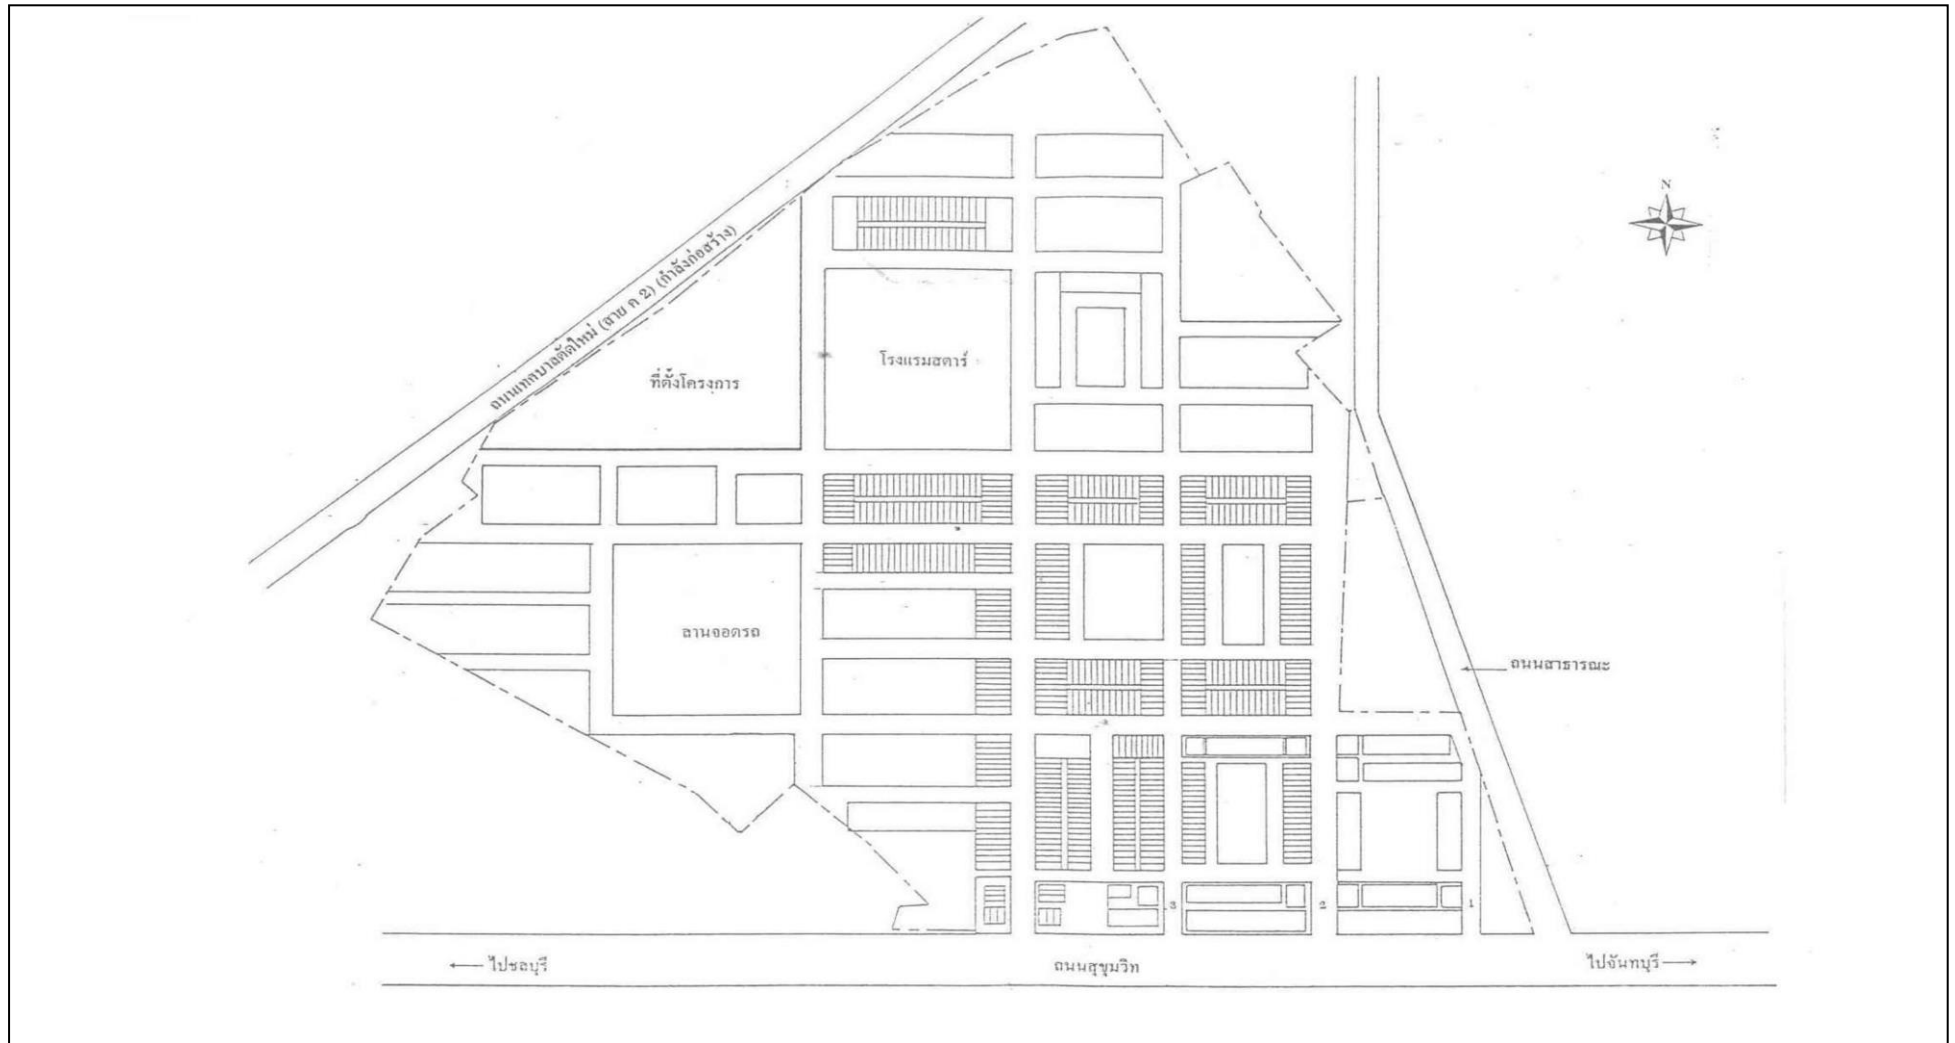 N
ถนนเทศบาลตัดใหม่ (สาย ค 2) (กำลังก่อสร้าง)
โรงแรมสตาร์
ที่ตั้งโครงการ
ลานจอดรถ
ถนนสาธารณะ
3
2
1
ไปชลบุรี
ถนนสุขุมวิท
ไปจันทบุรี